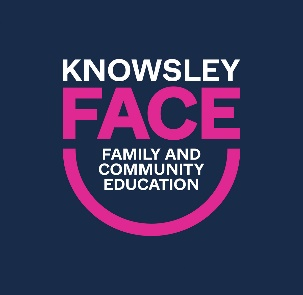 KNOWSLEY
FACE
FAMILY AND
COMMUNITY
EDUCATION